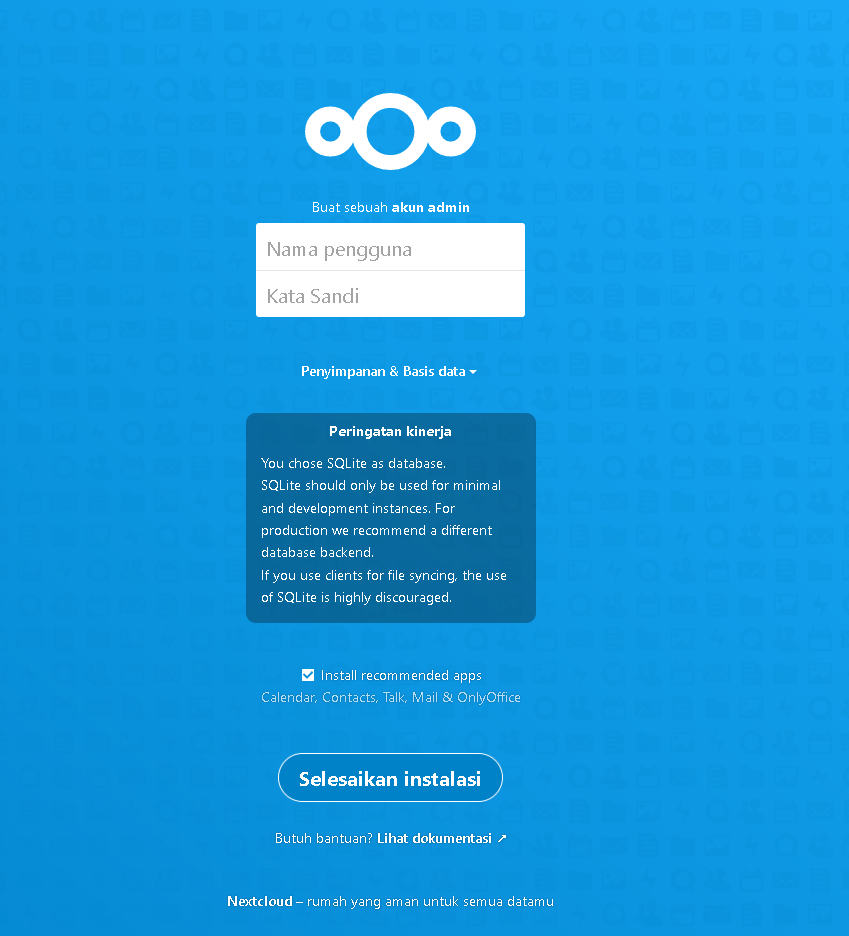 Buat sebuah akun admin
Nama pengguna
Kata Sandi
Penyimpanan & Basis data
Peringatan kinerja
You chose SQLite as database.
SQLite should only be used for minimal
and development instances. For
production we recommend a different
database backend.
If you use clients for file syncing, the use
of SQLite is highly discouraged.
Install recommended apps
Calendar, Contacts, Talk, Mail & OnlyOffice
Selesaikan instalasi
Butuh bantuan? Lihat dokumentasi ↗
Nextcloud – rumah yang aman untuk semua datamu